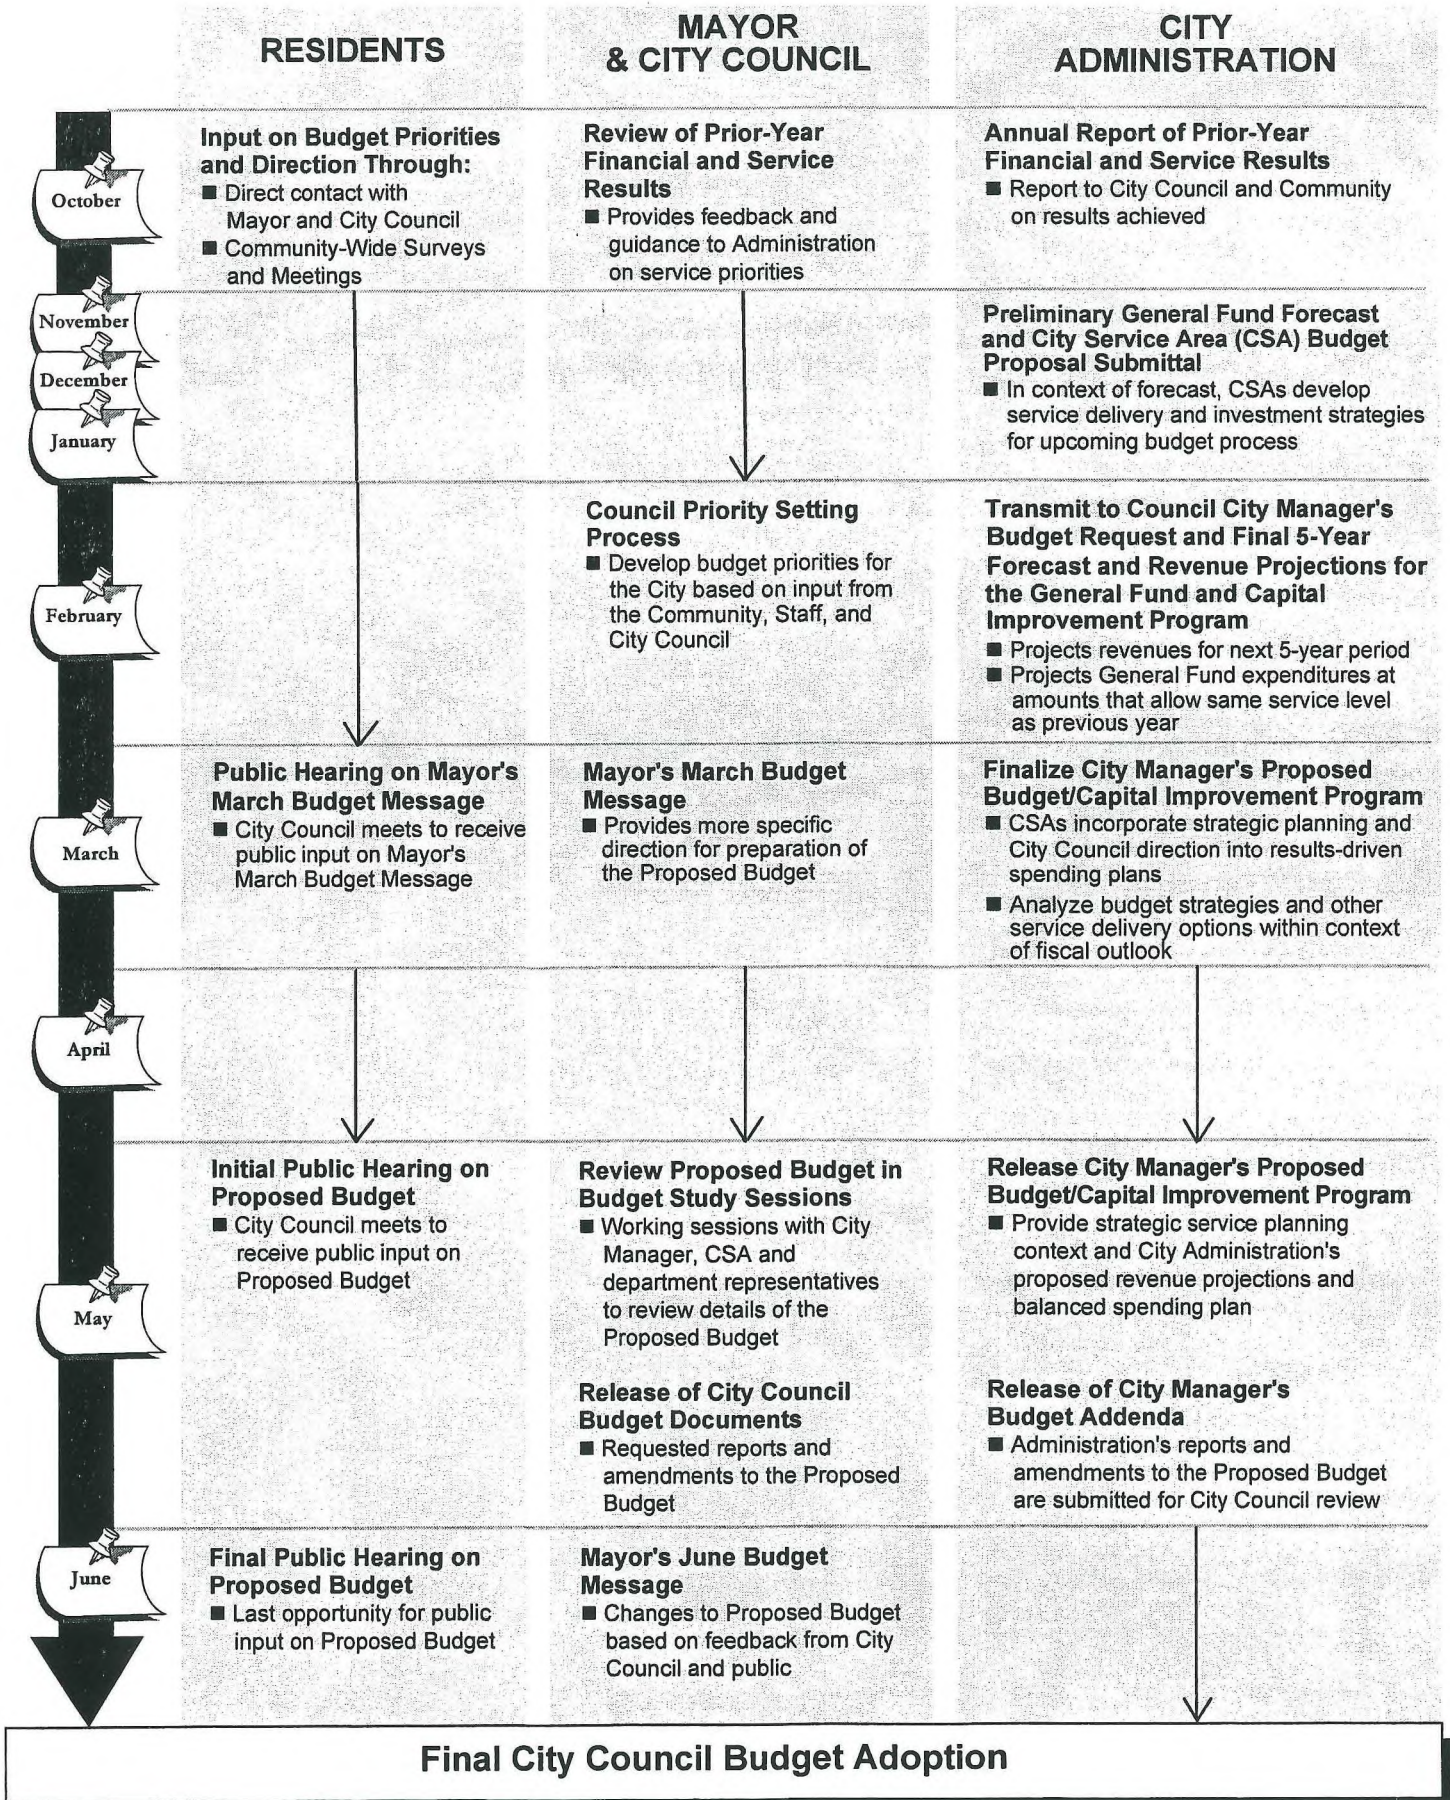 RESIDENTS
MAYOR
& CITY COUNCIL
CITY
ADMINISTRATION
October
Input on Budget Priorities
and Direction Through:
■ Direct contact with
Mayor and City Council
■ Community-Wide Surveys
and Meetings
Review of Prior-Year
Financial and Service
Results
■ Provides feedback and
guidance to Administration
on service priorities
Annual Report of Prior-Year
Financial and Service Results
■ Report to City Council and Community
on results achieved
November
December
January
Preliminary General Fund Forecast
and City Service Area (CSA) Budget
Proposal Submittal
■ In context of forecast, CSAs develop
service delivery and investment strategies
for upcoming budget process
February
Council Priority Setting
Process
■ Develop budget priorities for
the City based on input from
the Community, Staff, and
City Council
Transmit to Council City Manager's
Budget Request and Final 5-Year
Forecast and Revenue Projections for
the General Fund and Capital
Improvement Program
■ Projects revenues for next 5-year period
■ Projects General Fund expenditures at
amounts that allow same service level
as previous year
March
Public Hearing on Mayor's
March Budget Message
■ City Council meets to receive
public input on Mayor's
March Budget Message
Mayor's March Budget
Message
■ Provides more specific
direction for preparation of
the Proposed Budget
Finalize City Manager's Proposed
Budget/Capital Improvement Program
■ CSAs incorporate strategic planning and
City Council direction into results-driven
spending plans
■ Analyze budget strategies and other
service delivery options within context
of fiscal outlook
April
May
Initial Public Hearing on
Proposed Budget
■ City Council meets to
receive public input on
Proposed Budget
Review Proposed Budget in
Budget Study Sessions
■ Working sessions with City
Manager, CSA and
department representatives
to review details of the
Proposed Budget
Release of City Council
Budget Documents
■ Requested reports and
amendments to the Proposed
Budget
Release City Manager's Proposed
Budget/Capital Improvement Program
■ Provide strategic service planning
context and City Administration's
proposed revenue projections and
balanced spending plan
Release of City Manager's
Budget Addenda
■ Administration's reports and
amendments to the Proposed Budget
are submitted for City Council review
June
Final Public Hearing on
Proposed Budget
■ Last opportunity for public
input on Proposed Budget
Mayor's June Budget
Message
■ Changes to Proposed Budget
based on feedback from City
Council and public
Final City Council Budget Adoption